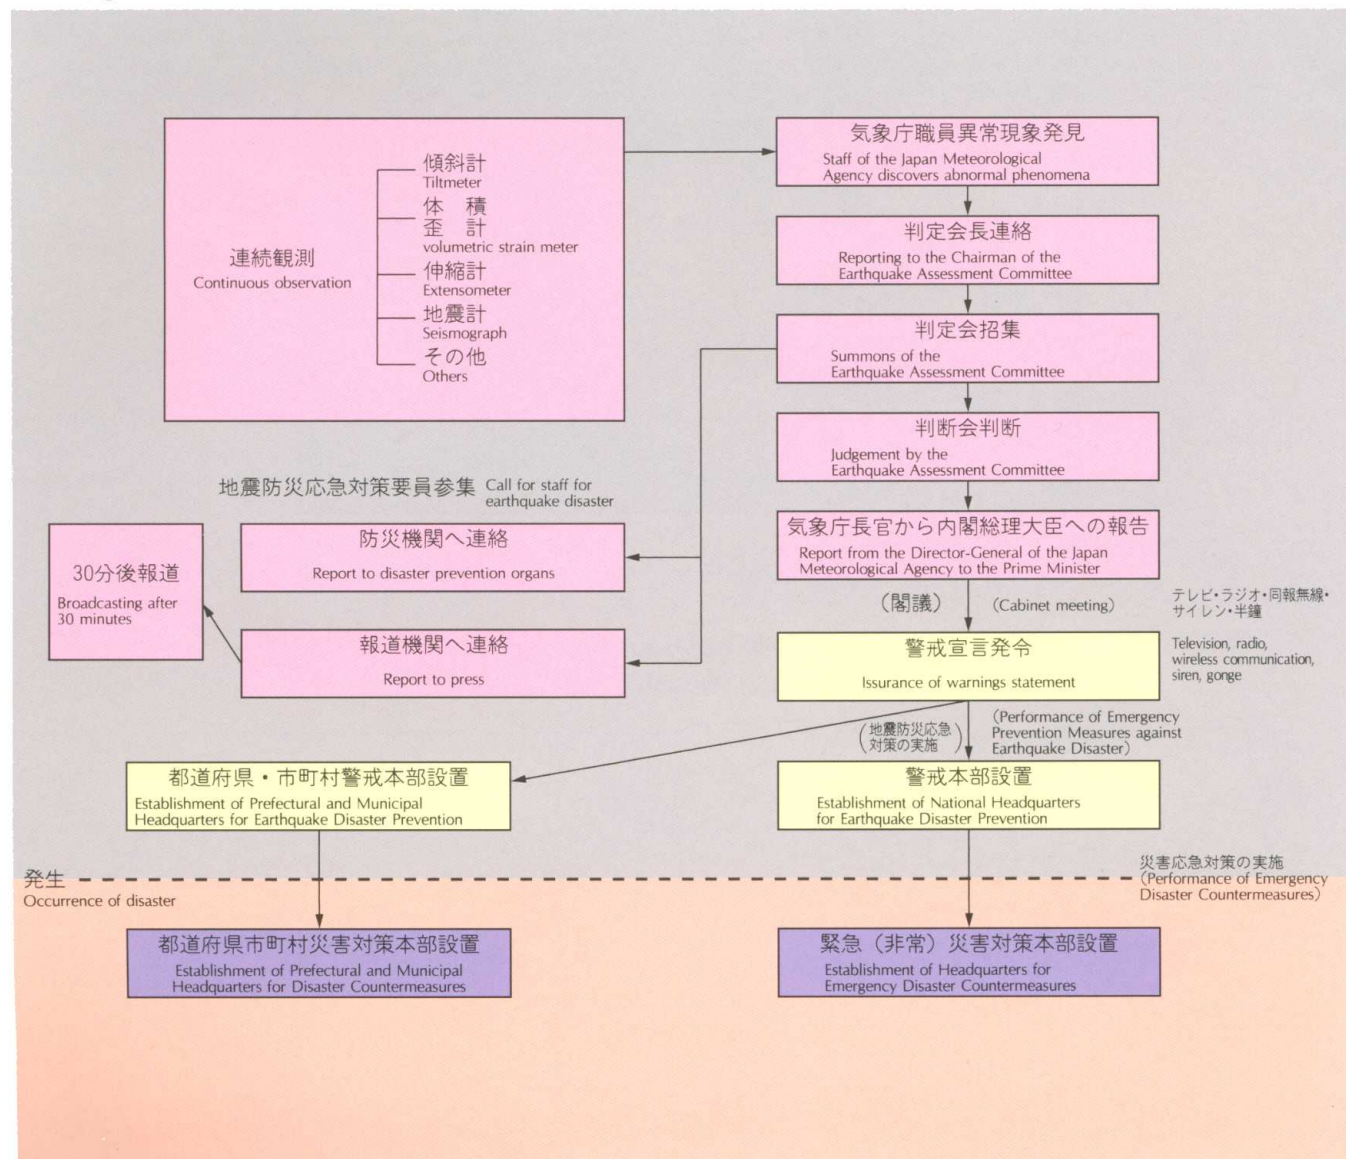 連続観測
Continuous observation
傾斜計
Tiltmeter
体　積
歪　計
volumetric strain meter
伸縮計
Extensometer
地震計
Seismograph
その他
Others
気象庁職員異常現象発見
Staff of the Japan Meteorological
Agency discovers abnormal phenomena
判定会長連絡
Reporting to the Chairman of the
Earthquake Assessment Committee
判定会招集
Summons of the
Earthquake Assessment Committee
判断会判断
Judgement by the
Earthquake Assessment Committee
地震防災応急対策要員参集
Call for staff for
earthquake disaster
防災機関へ連絡
Report to disaster prevention organs
30分後報道
Broadcasting after
30 minutes
報道機関へ連絡
Report to press
気象庁長官から内閣総理大臣への報告
Report from the Director-General of the Japan
Meteorological Agency to the Prime Minister
(閣議)
(Cabinet meeting)
テレビ・ラジオ・同報無線・
サイレン・半鐘
Television, radio,
wireless communication,
siren, gonge
警戒宣言発令
Issurance of warnings statement
(地震防災応急
対策の実施)
(Performance of Emergency
Prevention Measures against
Earthquake Disaster)
都道府県・市町村警戒本部設置
Establishment of Prefectural and Municipal
Headquarters for Earthquake Disaster Prevention
警戒本部設置
Establishment of National Headquarters
for Earthquake Disaster Prevention
発生
Occurrence of disaster
災害応急対策の実施
(Performance of Emergency
Disaster Countermeasures)
都道府県市町村災害対策本部設置
Establishment of Prefectural and Municipal
Headquarters for Disaster Countermeasures
緊急（非常）災害対策本部設置
Establishment of Headquarters for
Emergency Disaster Countermeasures